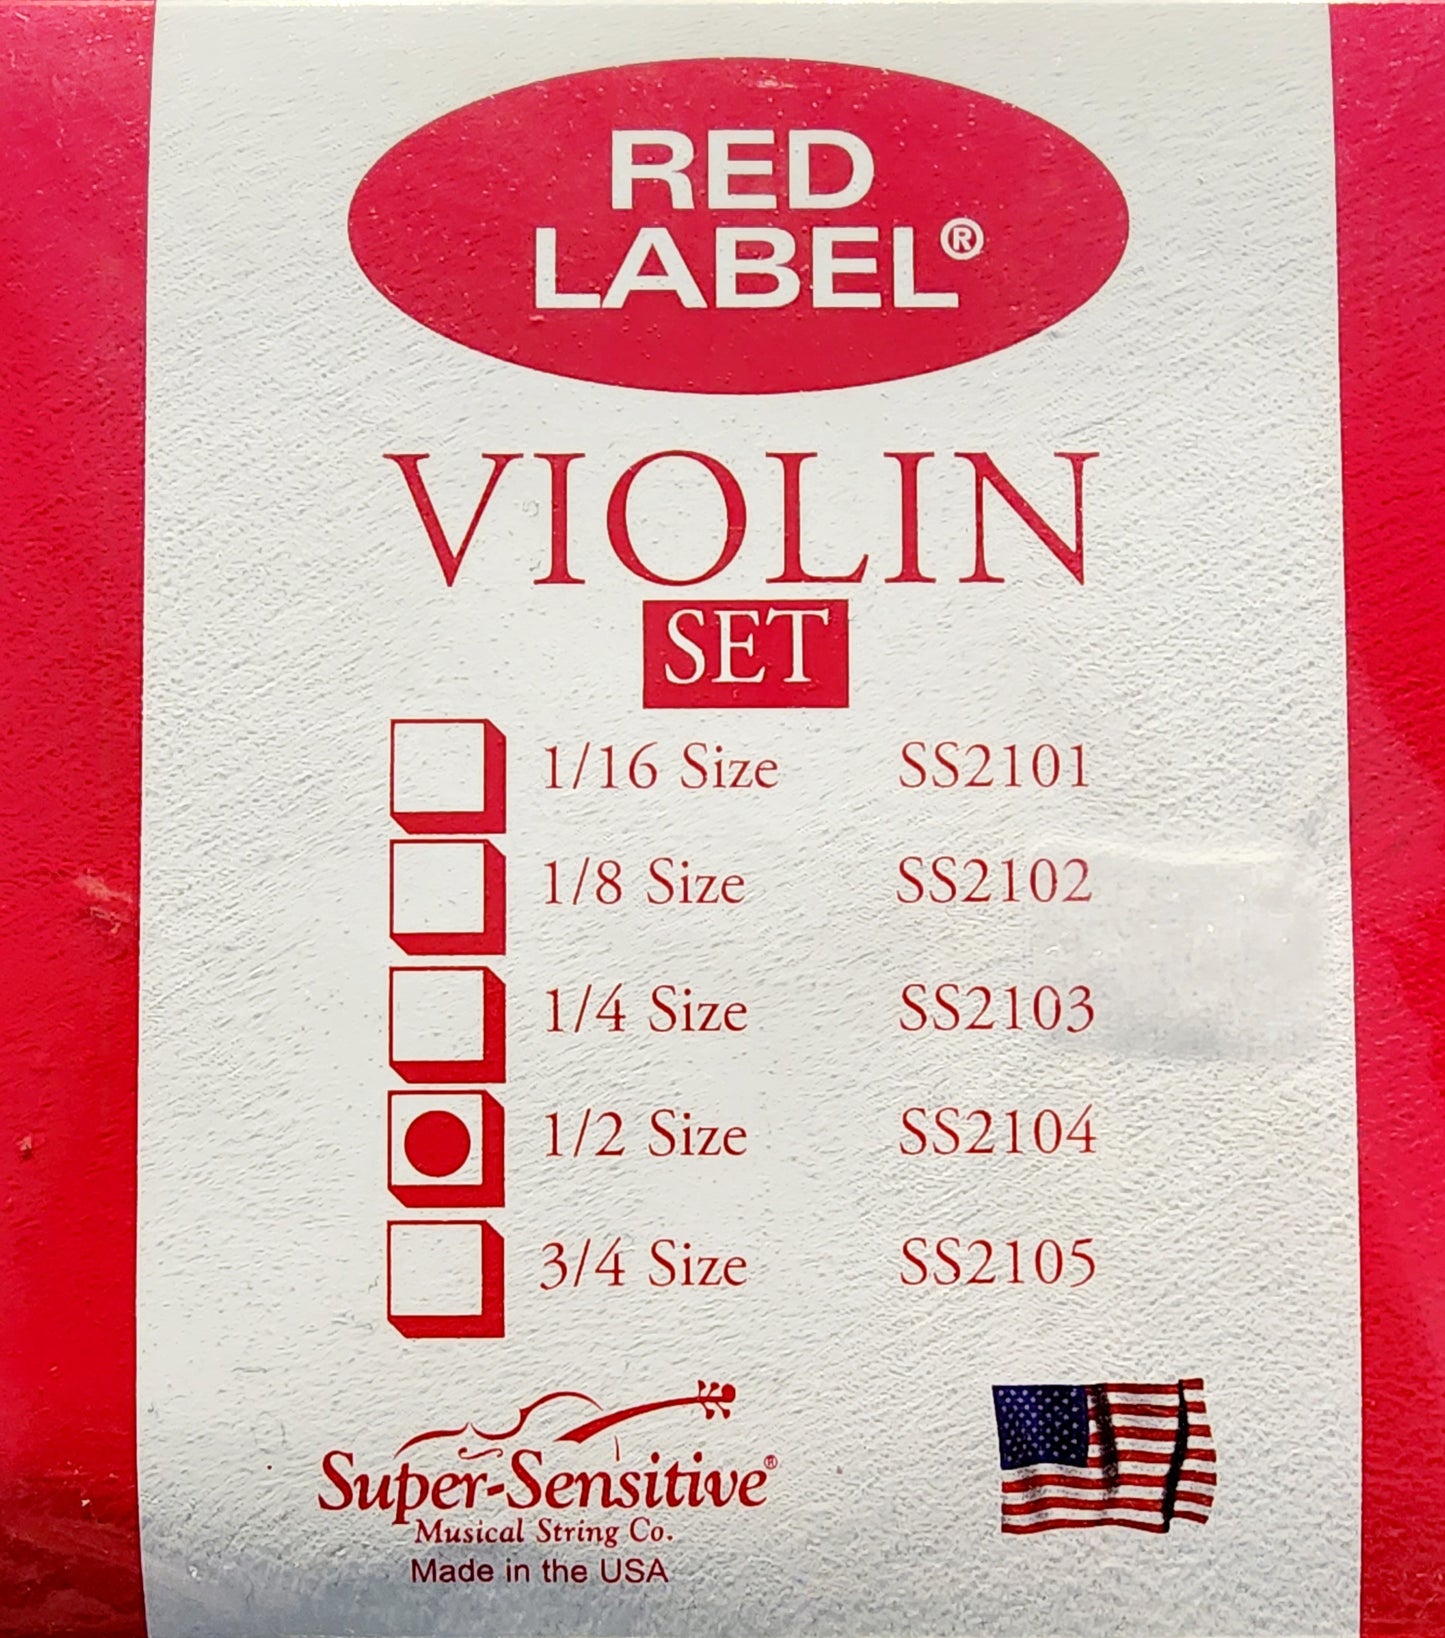 RED
LABEL®
VIOLIN
SET
1/16 Size SS2101
1/8 Size SS2102
1/4 Size SS2103
1/2 Size SS2104
3/4 Size SS2105
Super-Sensitive®
Musical String Co.
Made in the USA